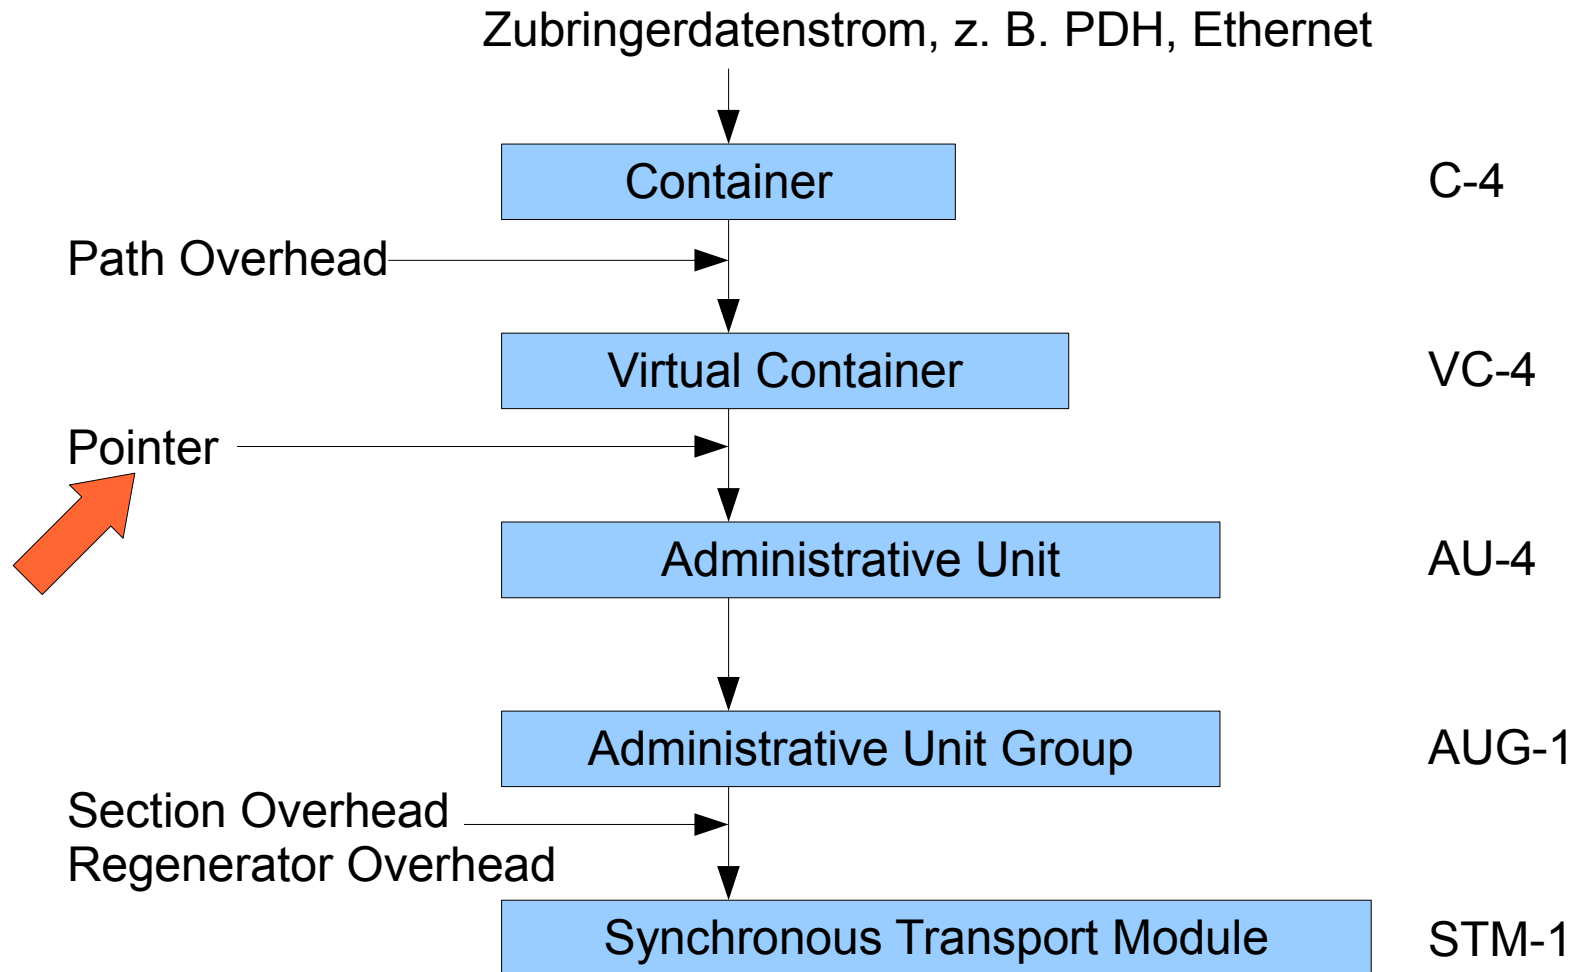 Zubringerdatenstrom, z. B. PDH, Ethernet
Container
C-4
Path Overhead
Virtual Container
VC-4
Pointer
Administrative Unit
AU-4
Administrative Unit Group
AUG-1
Section Overhead
Regenerator Overhead
Synchronous Transport Module
STM-1